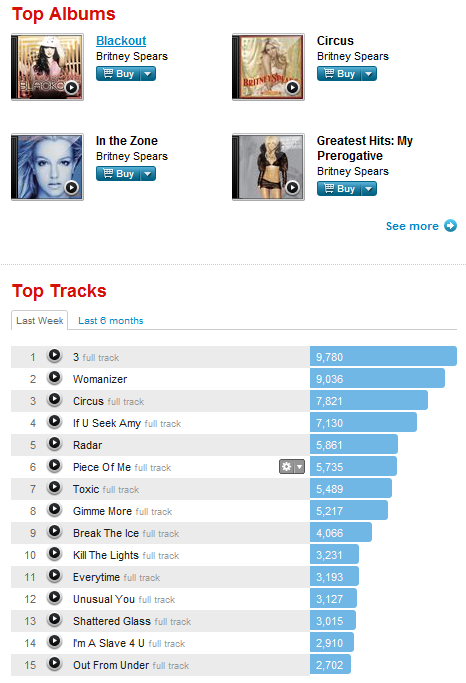 Top Albums
Blackout
Britney Spears
Buy
Circus
Britney Spears
Buy
BLACKOUT
BRITNEY SPEARS
In the Zone
Britney Spears
Buy
Greatest Hits: My
Prerogative
Britney Spears
Buy
See more
Top Tracks
Last Week Last 6 months
1 3 full track 9,780
2 Womanizer 9,036
3 Circus full track 7,821
4 If U Seek Amy full track 7,130
5 Radar 5,861
6 Piece Of Me full track 5,735
7 Toxic full track 5,489
8 Gimme More full track 5,217
9 Break The Ice full track 4,066
10 Kill The Lights full track 3,231
11 Everytime full track 3,193
12 Unusual You full track 3,127
13 Shattered Glass full track 3,015
14 I'm A Slave 4 U full track 2,910
15 Out From Under full track 2,702